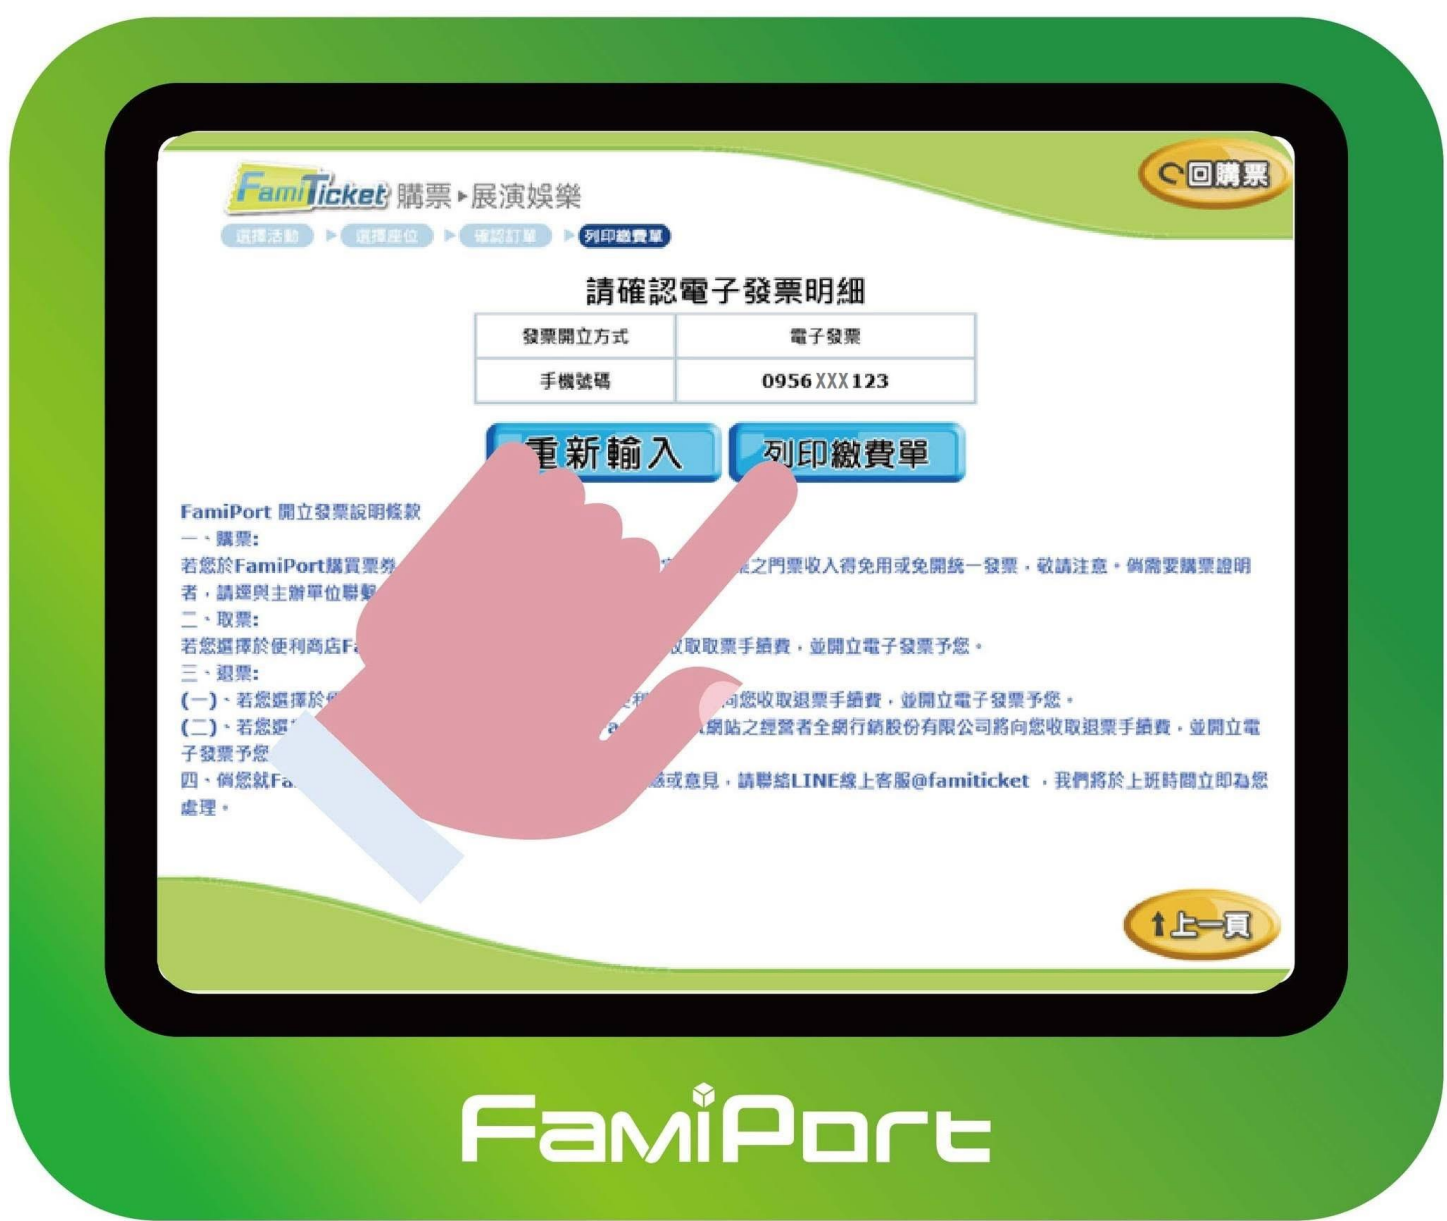 回購票
FamiTicket 購票▸展演娛樂
選擇活動 ▶ 選擇座位 ▶ 確認訂單 ▶ 列印繳費單
請確認電子發票明細
發票開立方式 電子發票
手機號碼 0956XXX123
重新輸入 列印繳費單
FamiPort 開立發票說明條款
一、購票:
若您於FamiPort購買票券 之門票收入得免用或免開統一發票，敬請注意。倘需要購票證明
者，請逕與主辦單位聯繫
二、取票:
若您選擇於便利商店Fa 收取取票手續費，並開立電子發票予您。
三、退票:
(一)、若您選擇於 向您收取退票手續費，並開立電子發票予您。
(二)、若您選 網站之經營者全網行銷股份有限公司將向您收取退票手續費，並開立電
子發票予您
四、倘您就Fa 或意見，請聯絡LINE線上客服@famiticket ，我們將於上班時間立即為您
處理。
上一頁
FamiPort